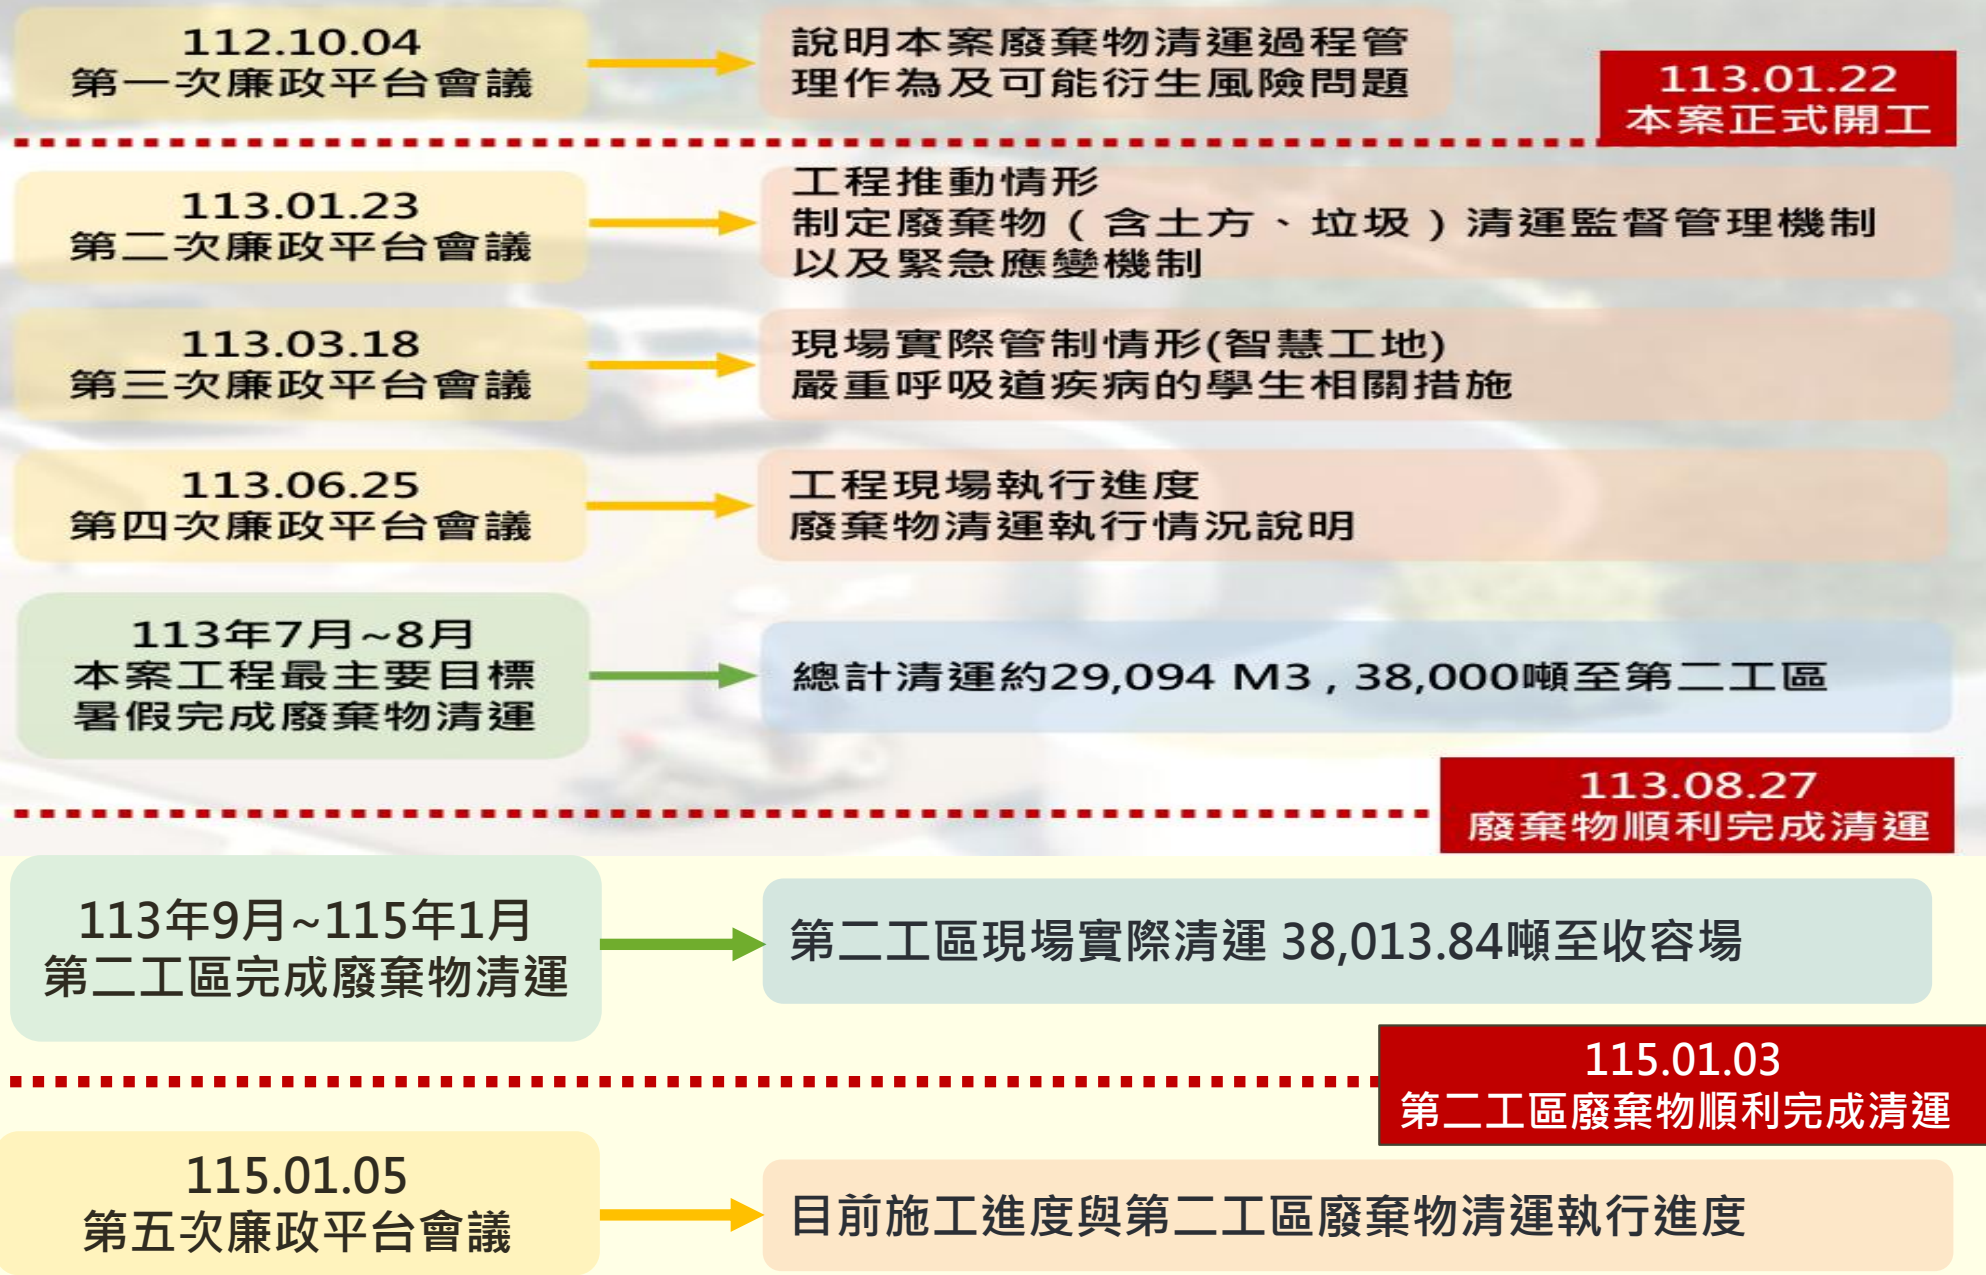 112.10.04
第一次廉政平台會議
說明本案廢棄物清運過程管
理作為及可能衍生風險問題
113.01.22
本案正式開工
113.01.23
第二次廉政平台會議
工程推動情形
制定廢棄物（含土方、垃圾）清運監督管理機制
以及緊急應變機制
113.03.18
第三次廉政平台會議
現場實際管制情形(智慧工地)
嚴重呼吸道疾病的學生相關措施
113.06.25
第四次廉政平台會議
工程現場執行進度
廢棄物清運執行情況說明
113年7月~8月
本案工程最主要目標
暑假完成廢棄物清運
總計清運約29,094 M3 , 38,000噸至第二工區
113.08.27
廢棄物順利完成清運
113年9月~115年1月
第二工區完成廢棄物清運
第二工區現場實際清運 38,013.84噸至收容場
115.01.03
第二工區廢棄物順利完成清運
115.01.05
第五次廉政平台會議
目前施工進度與第二工區廢棄物清運執行進度